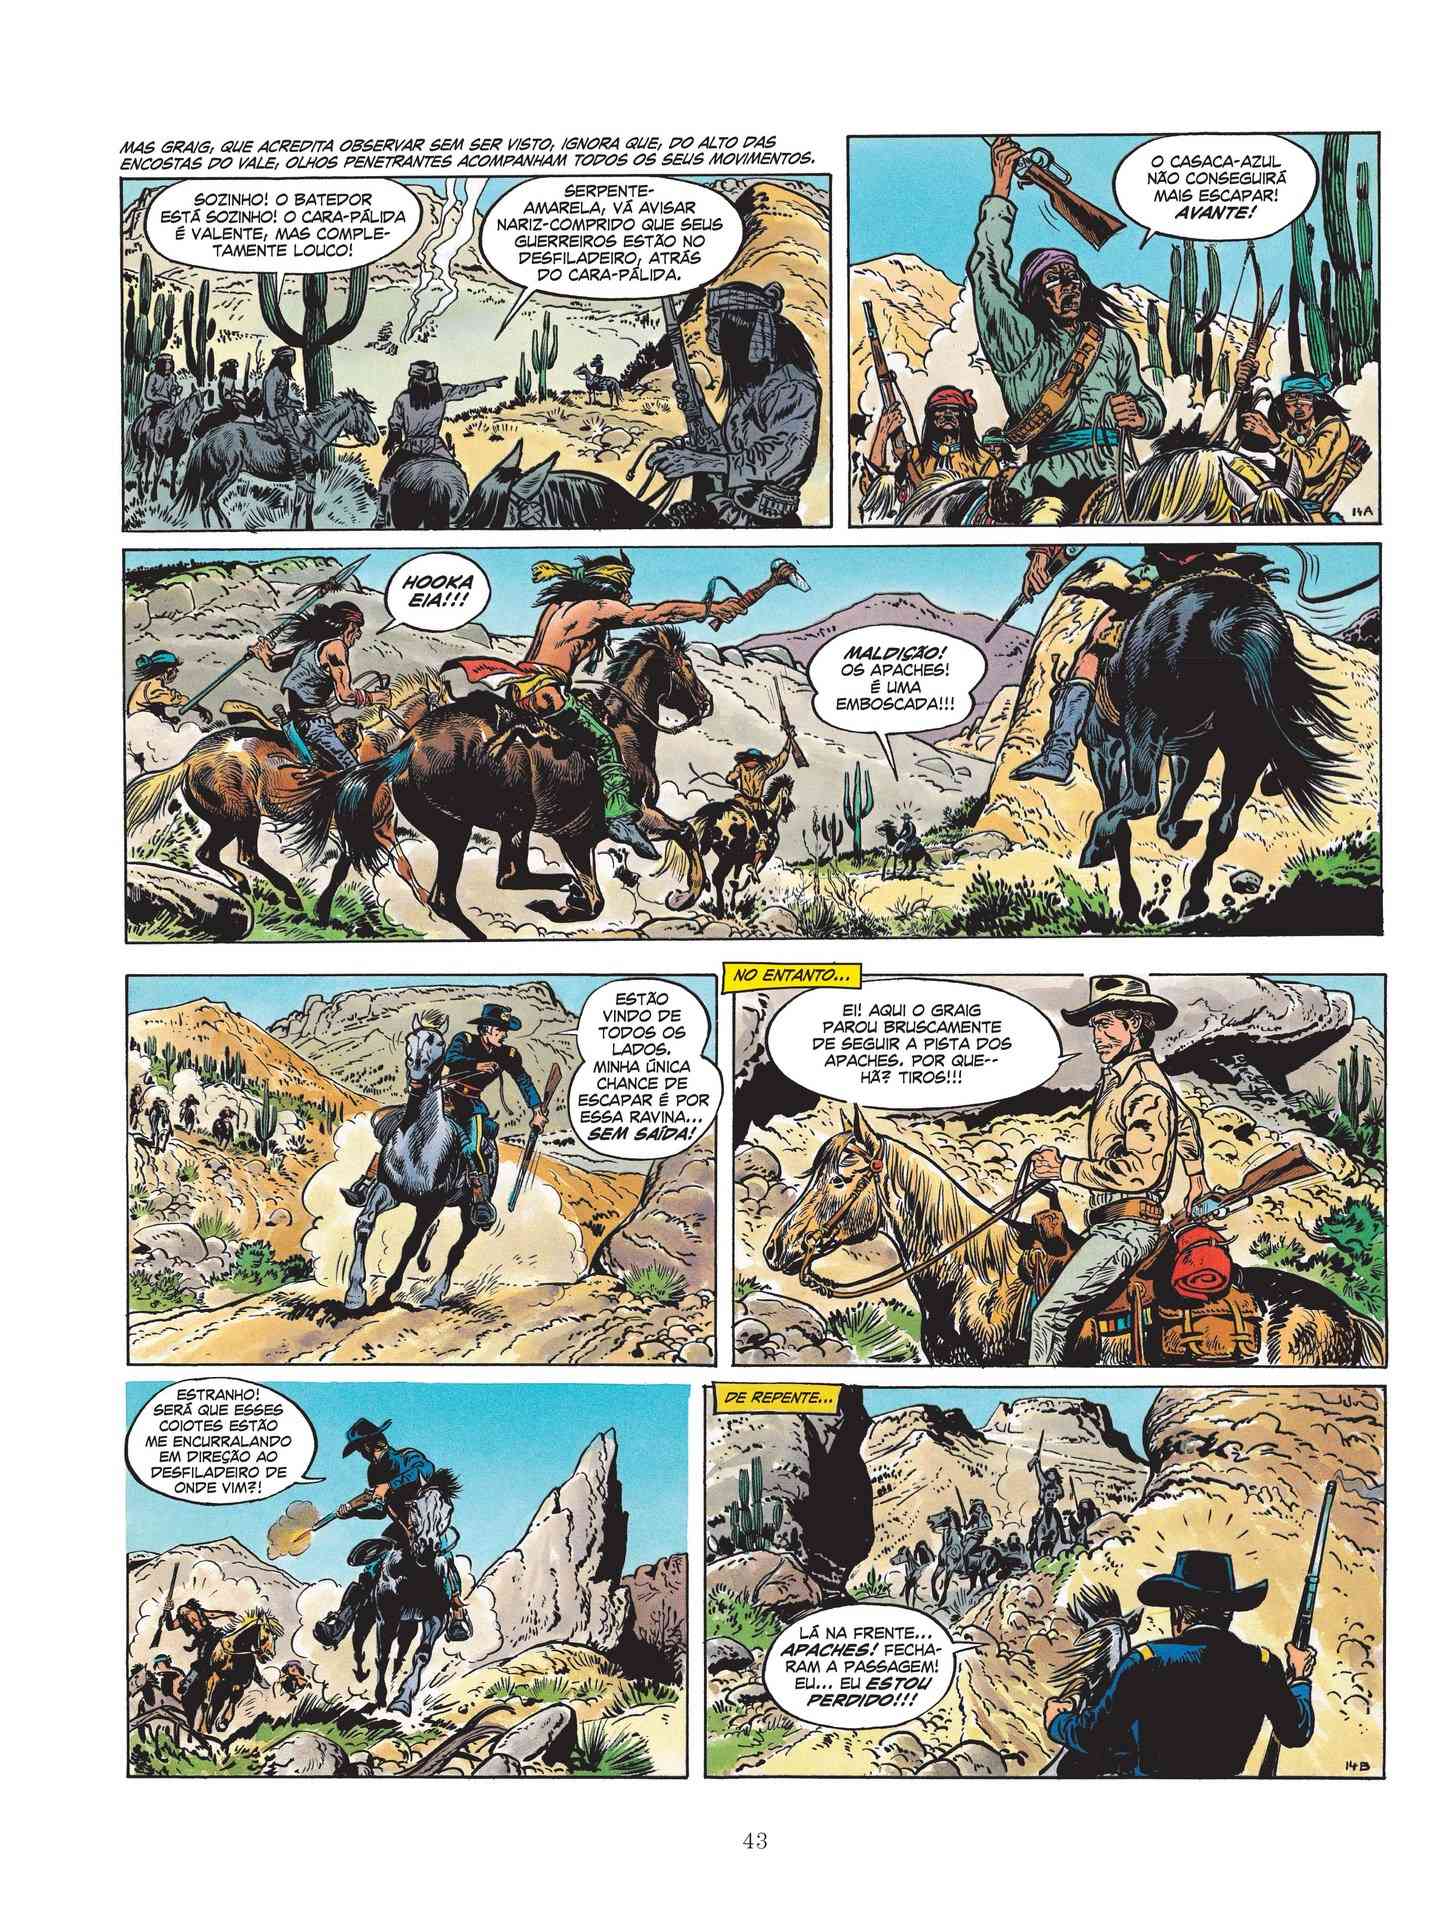 MAS GRAIG, QUE ACREDITA OBSERVAR SEM SER VISTO, IGNORA QUE, DO ALTO DAS
ENCOSTAS DO VALE, OLHOS PENETRANTES ACOMPANHAM TODOS OS SEUS MOVIMENTOS.
SOZINHO! O BATEDOR
ESTÁ SOZINHO! O CARA-PÁLIDA
É VALENTE, MAS COMPLE-
TAMENTE LOUCO!
SERPENTE-
AMARELA, VÁ AVISAR
NARIZ-COMPRIDO QUE SEUS
GUERREIROS ESTÃO NO
DESFILADEIRO, ATRÁS
DO CARA-PÁLIDA.
O CASACA-AZUL
NÃO CONSEGUIRÁ
MAIS ESCAPAR!
AVANTE!
14A
HOOKA
EIA!!!
MALDIÇÃO!
OS APACHES!
É UMA
EMBOSCADA!!!
ESTÃO
VINDO DE
TODOS OS
LADOS.
MINHA ÚNICA
CHANCE DE
ESCAPAR É POR
ESSA RAVINA...
SEM SAÍDA!
NO ENTANTO...
EI! AQUI O GRAIG
PAROU BRUSCAMENTE
DE SEGUIR A PISTA DOS
APACHES. POR QUE--
HÃ? TIROS!!!
ESTRANHO!
SERÁ QUE ESSES
COIOTES ESTÃO
ME ENCURRALANDO
EM DIREÇÃO AO
DESFILADEIRO DE
ONDE VIM?!
DE REPENTE...
LÁ NA FRENTE...
APACHES! FECHA-
RAM A PASSAGEM!
EU... EU ESTOU
PERDIDO!!!
14B
43